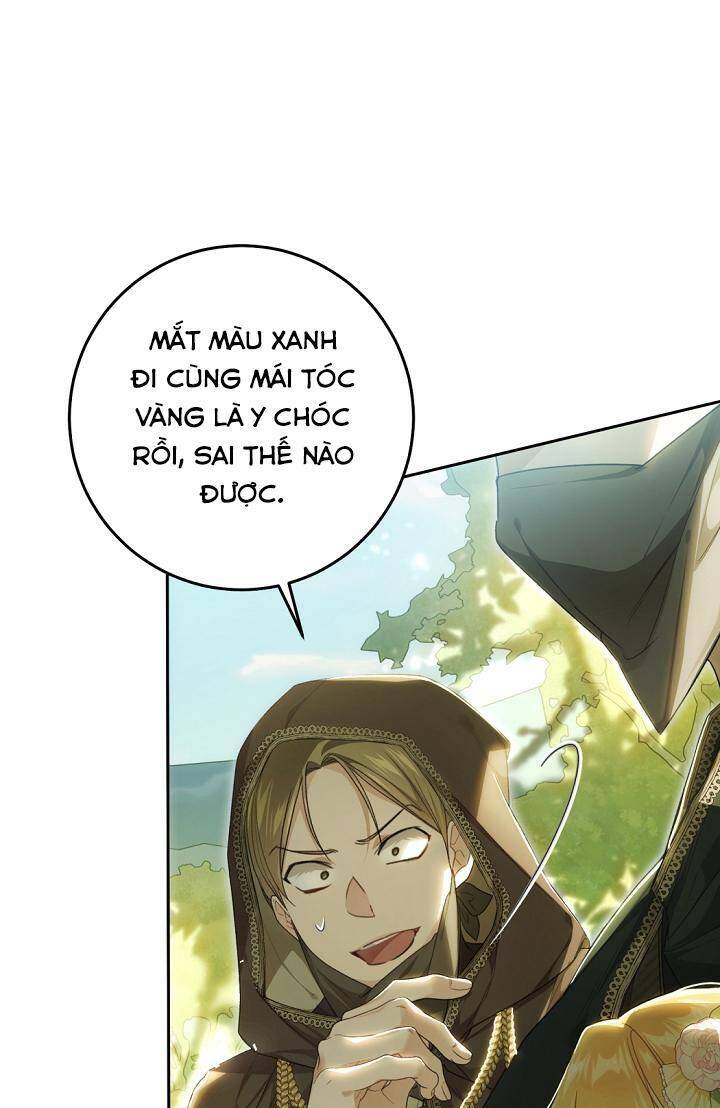 MẮT MÀU XANH
ĐI CÙNG MÁI TÓC
VÀNG LÀ Y CHÓC
RỒI, SAI THẾ NÀO
ĐƯỢC.